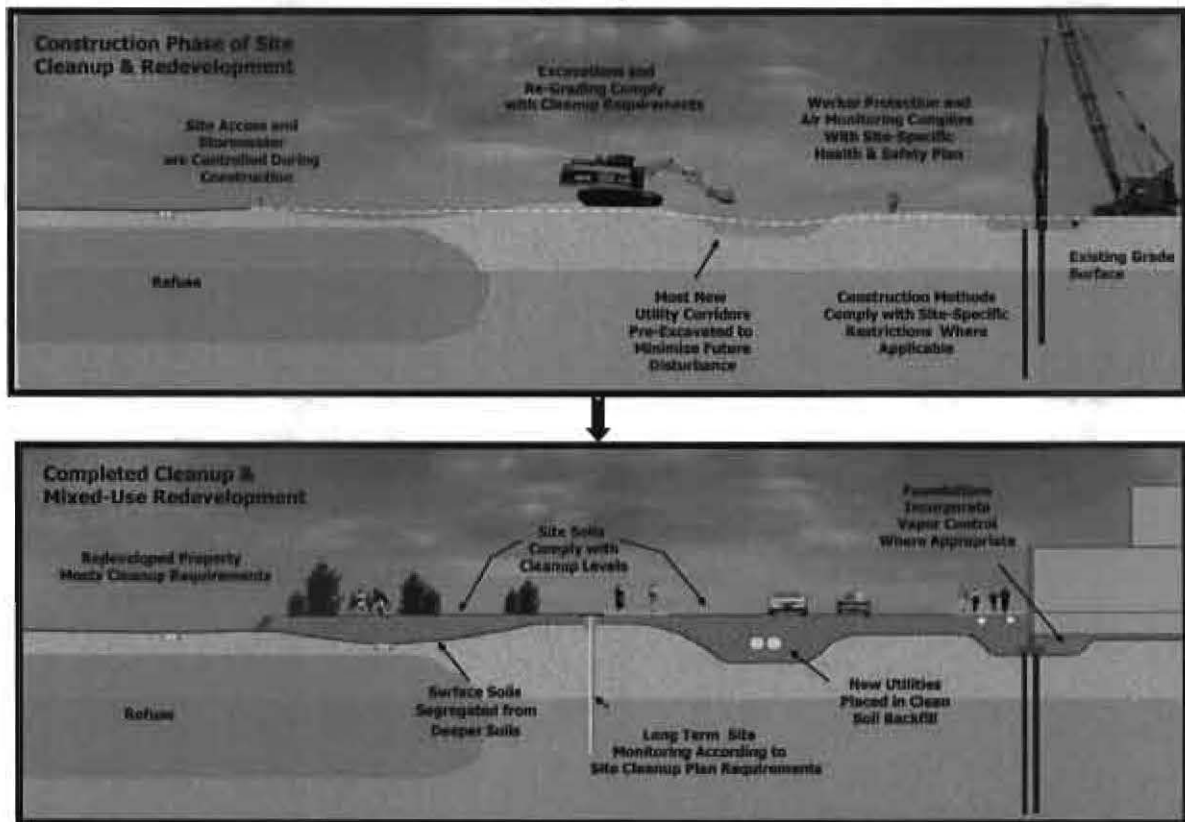 Construction Phase of Site
Cleanup & Redevelopment
Site Access and
Stormwater
are Controlled During
Construction
Excavations and
Re-Grading Comply
with Cleanup Requirements
Worker Protection and
Air Monitoring Complies
With Site-Specific
Health & Safety Plan
Refuse
Most New
Utility Corridors
Pre-Excavated to
Minimize Future
Disturbance
Construction Methods
Comply with Site-Specific
Restrictions Where
Applicable
Existing Grade
Surface
Completed Cleanup &
Mixed-Use Redevelopment
Redeveloped Property
Meets Cleanup Requirements
Site Soils
Comply with
Cleanup Levels
Foundations
Incorporate
Vapor Control
Where Appropriate
Refuse
Surface Soils
Segregated from
Deeper Soils
Long Term Site
Monitoring According to
Site Cleanup Plan Requirements
New Utilities
Placed in Clean
Soil Backfill